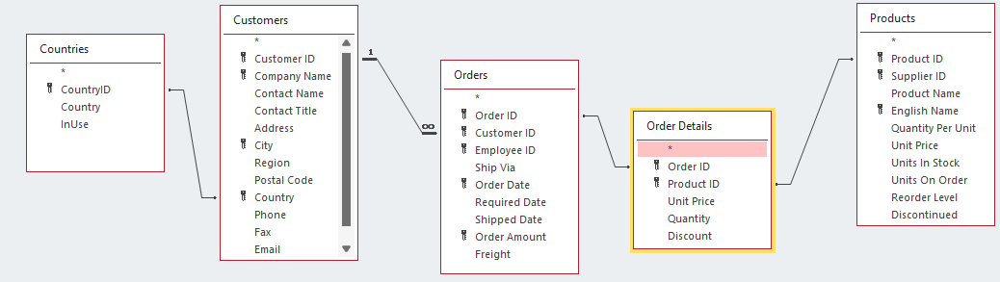 Countries
*
CountryID
Country
InUse
Customers
*
Customer ID
Company Name
Contact Name
Contact Title
Address
City
Region
Postal Code
Country
Phone
Fax
Email
1
∞
Orders
*
Order ID
Customer ID
Employee ID
Ship Via
Order Date
Required Date
Shipped Date
Order Amount
Freight
Order Details
*
Order ID
Product ID
Unit Price
Quantity
Discount
Products
*
Product ID
Supplier ID
Product Name
English Name
Quantity Per Unit
Unit Price
Units In Stock
Units On Order
Reorder Level
Discontinued